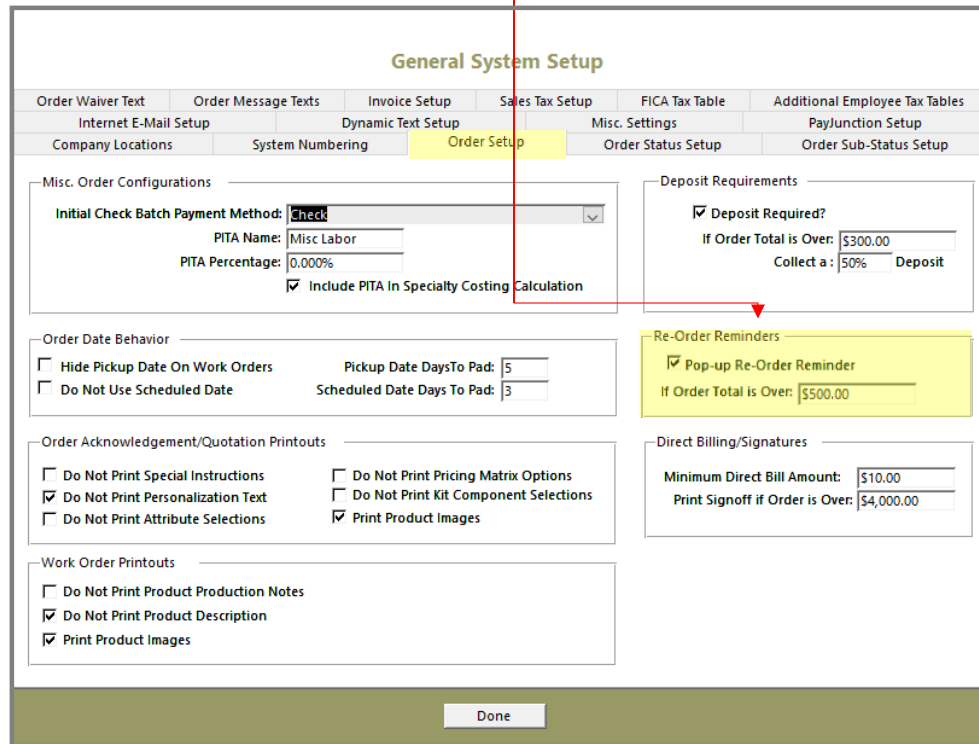 General System Setup
Order Waiver Text Order Message Texts Invoice Setup Sales Tax Setup FICA Tax Table Additional Employee Tax Tables
Internet E-Mail Setup Dynamic Text Setup Misc. Settings PayJunction Setup
Company Locations System Numbering Order Setup Order Status Setup Order Sub-Status Setup
Misc. Order Configurations
Initial Check Batch Payment Method: Check
PITA Name: Misc Labor
PITA Percentage: 0.000%
Include PITA In Specialty Costing Calculation
Deposit Requirements
Deposit Required?
If Order Total is Over: $300.00
Collect a : 50% Deposit
Order Date Behavior
Hide Pickup Date On Work Orders Pickup Date DaysTo Pad: 5
Do Not Use Scheduled Date Scheduled Date Days To Pad: 3
Re-Order Reminders
Pop-up Re-Order Reminder
If Order Total is Over: $500.00
Order Acknowledgement/Quotation Printouts
Do Not Print Special Instructions Do Not Print Pricing Matrix Options
Do Not Print Personalization Text Do Not Print Kit Component Selections
Do Not Print Attribute Selections Print Product Images
Direct Billing/Signatures
Minimum Direct Bill Amount: $10.00
Print Signoff if Order is Over: $4,000.00
Work Order Printouts
Do Not Print Product Production Notes
Do Not Print Product Description
Print Product Images
Done